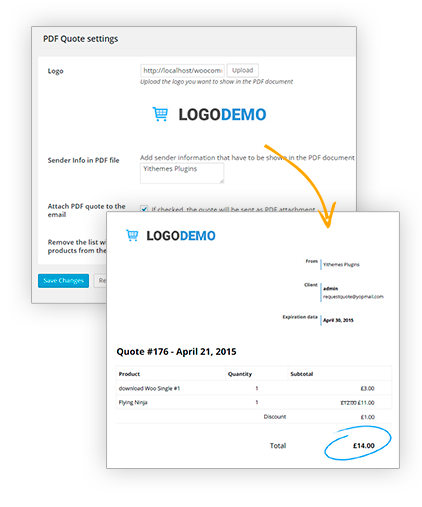 PDF Quote settings
Logo
http://localhost/woocom
Upload
Upload the logo you want to show in the PDF document
LOGODEMO
Sender Info in PDF file
Add sender information that have to be shown in the PDF document
Yithemes Plugins
Attach PDF quote to the
email
If checked, the quote will be sent as PDF attachment
Remove the list w
products from the
Save Changes
Re
LOGODEMO
From
Yithemes Plugins
Client
admin
requestquote@yopmail.com
Expiration date
April 30, 2015
Quote #176 - April 21, 2015
Product Quantity Subtotal
download Woo Single #1 1 £3.00
Flying Ninja 1 £12.00 £11.00
Discount £1.00
Total £14.00